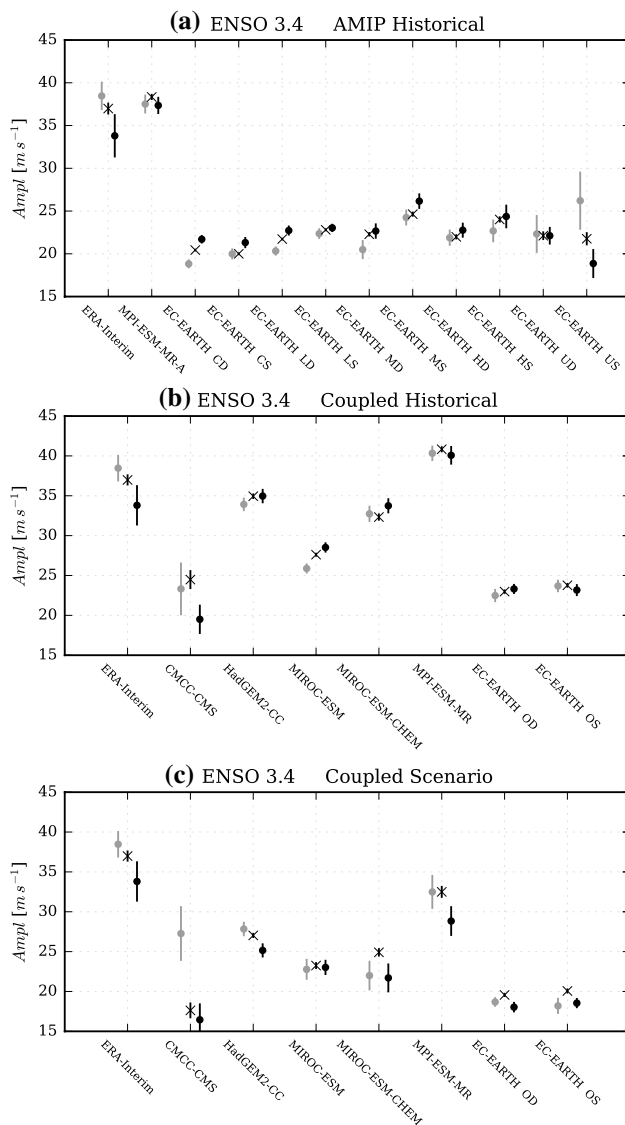 (a) ENSO 3.4 AMIP Historical
45
40
35
30
25
20
15
Ampl [m s⁻¹]
ERA-Interim
MPI-ESM-MR-A
EC-EARTH CD
EC-EARTH CS
EC-EARTH LD
EC-EARTH LS
EC-EARTH MD
EC-EARTH MS
EC-EARTH HD
EC-EARTH HS
EC-EARTH UD
EC-EARTH US
(b) ENSO 3.4 Coupled Historical
45
40
35
30
25
20
15
Ampl [m s⁻¹]
ERA-Interim
CMCC-CMS
HadGEM2-CC
MIROC-ESM
MIROC-ESM-CHEM
MPI-ESM-MR
EC-EARTH OD
EC-EARTH OS
(c) ENSO 3.4 Coupled Scenario
45
40
35
30
25
20
15
Ampl [m s⁻¹]
ERA-Interim
CMCC-CMS
HadGEM2-CC
MIROC-ESM
MIROC-ESM-CHEM
MPI-ESM-MR
EC-EARTH OD
EC-EARTH OS